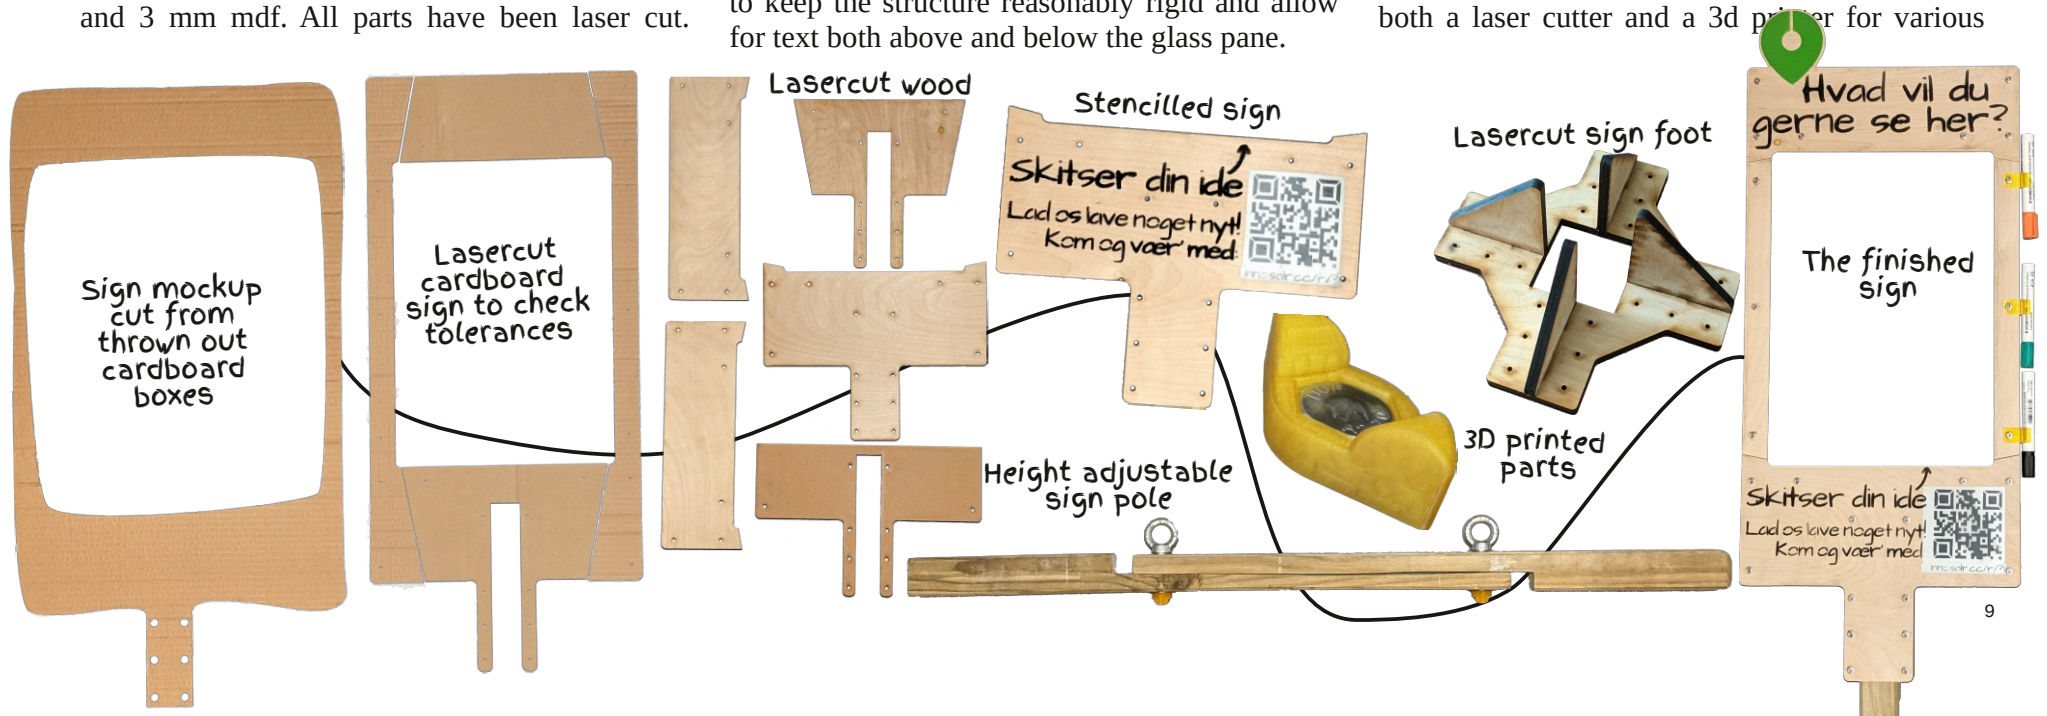 and 3 mm mdf. All parts have been laser cut.
to keep the structure reasonably rigid and allow
for text both above and below the glass pane.
both a laser cutter and a 3d printer for various
Sign mockup
cut from
thrown out
cardboard
boxes
Lasercut
cardboard
sign to check
tolerances
Lasercut wood
Stencilled sign
Skitser din ide
Lad os lave noget nyt!
Kom og vær' med
Height adjustable
sign pole
Lasercut sign foot
3D printed
parts
Hvad vil du
gerne se her?
The finished
sign
Skitser din ide
Lad os lave noget nyt!
Kom og vær' med
9